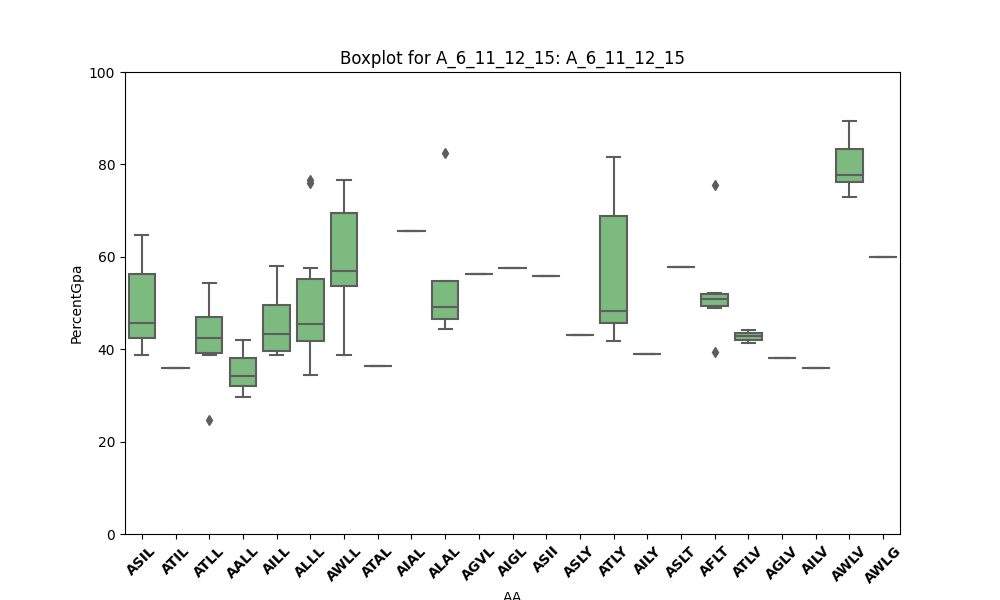 Boxplot for A_6_11_12_15: A_6_11_12_15
100
80
60
40
20
0
PercentGpa
ASIL ATIL ATLL AALL AILL ALLL AWLL ATAL AIAL ALAL AGVL AIGL ASII ASLY ATLY AILY ASLT AFLT ATLV AGLV AILV AWLV AWLG
AA